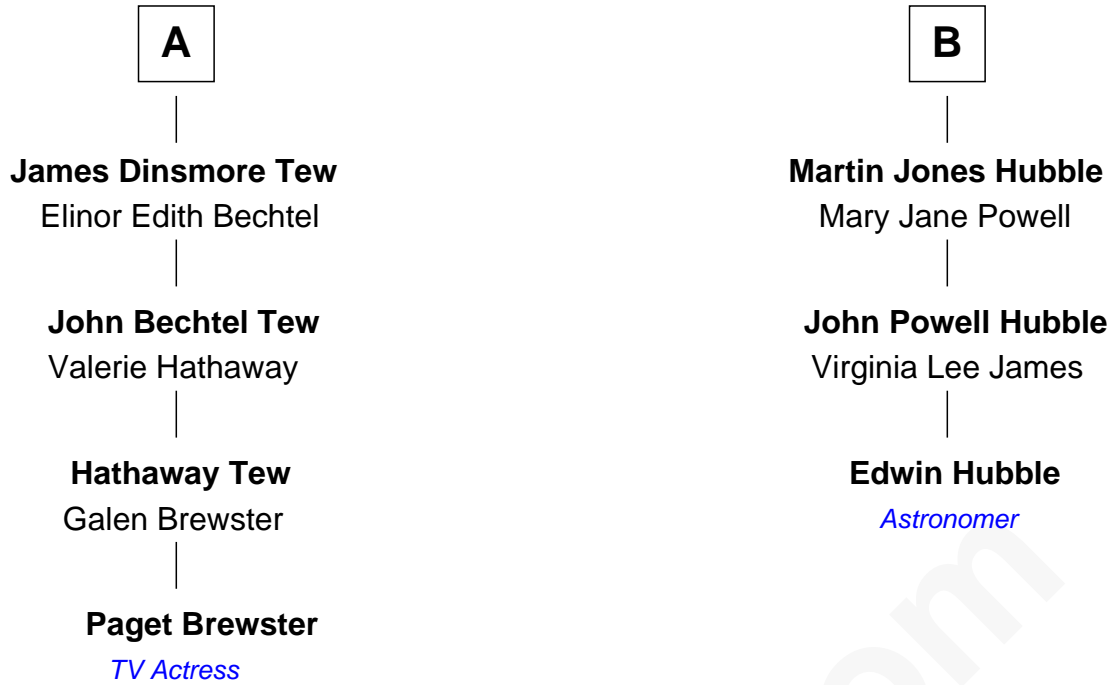 A
James Dinsmore Tew
Elinor Edith Bechtel
John Bechtel Tew
Valerie Hathaway
Hathaway Tew
Galen Brewster
Paget Brewster
TV Actress
B
Martin Jones Hubble
Mary Jane Powell
John Powell Hubble
Virginia Lee James
Edwin Hubble
Astronomer
om